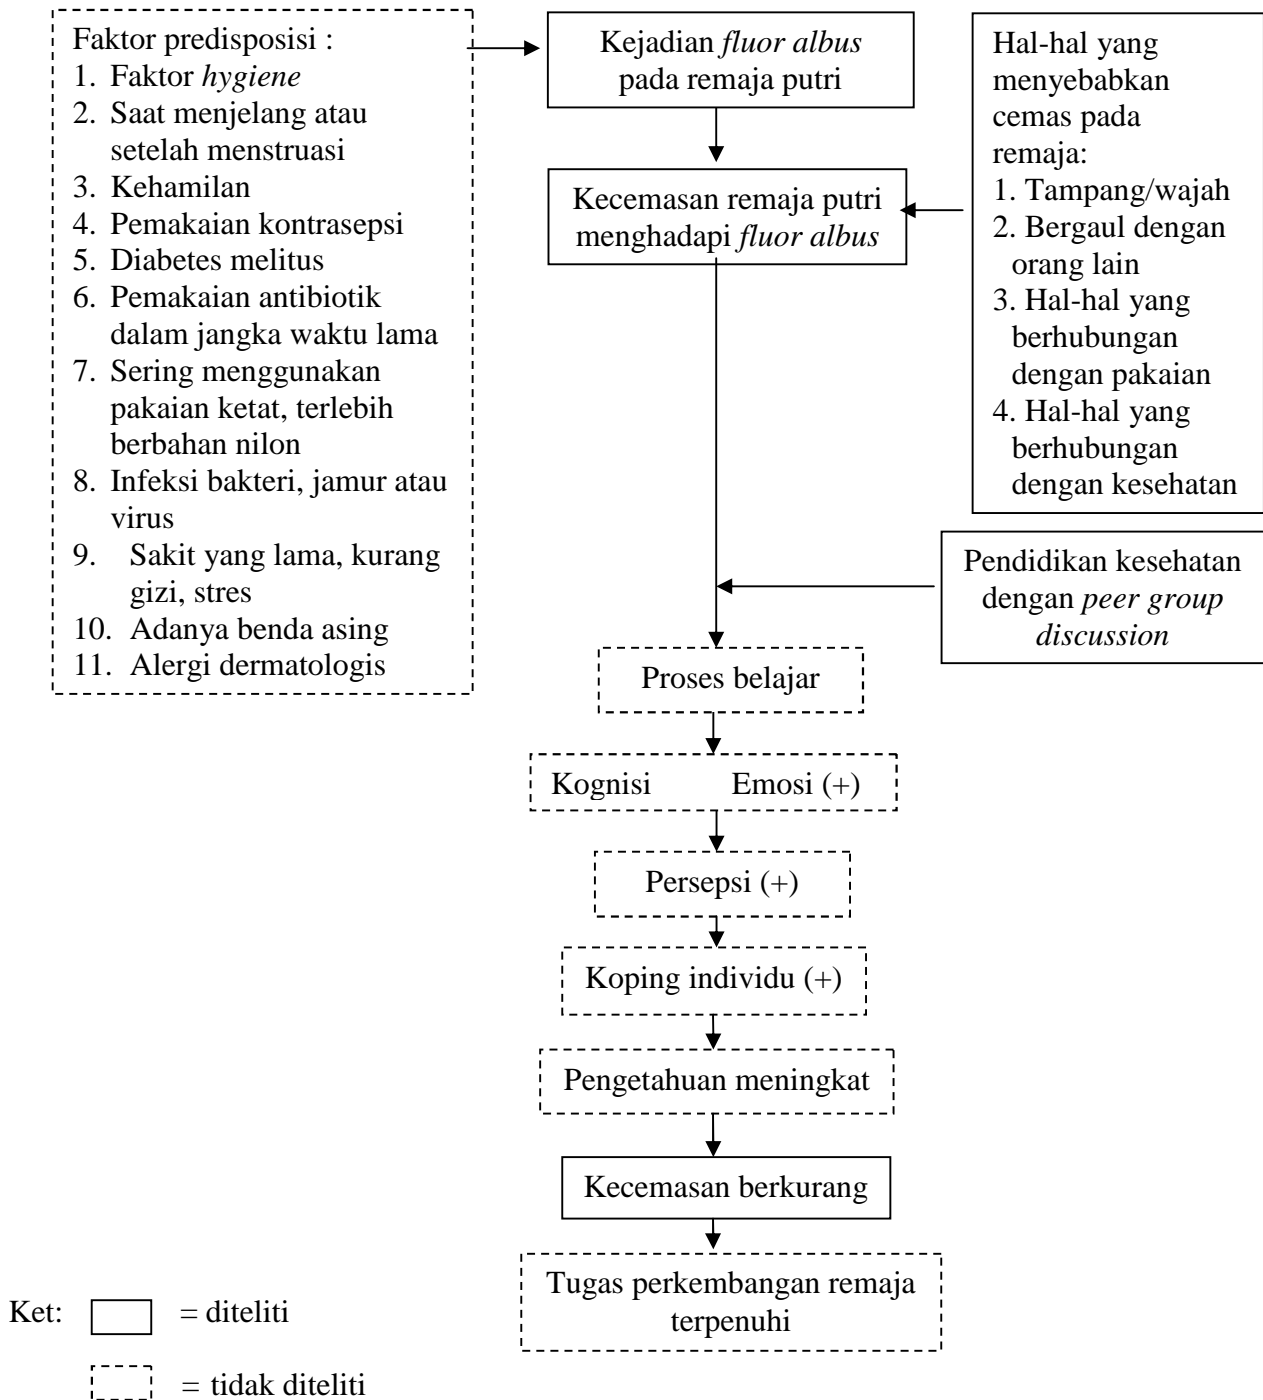 Faktor predisposisi :
1. Faktor hygiene
2. Saat menjelang atau
setelah menstruasi
3. Kehamilan
4. Pemakaian kontrasepsi
5. Diabetes melitus
6. Pemakaian antibiotik
dalam jangka waktu lama
7. Sering menggunakan
pakaian ketat, terlebih
berbahan nilon
8. Infeksi bakteri, jamur atau
virus
9. Sakit yang lama, kurang
gizi, stres
10. Adanya benda asing
11. Alergi dermatologis
Kejadian fluor albus
pada remaja putri
Kecemasan remaja putri
menghadapi fluor albus
Hal-hal yang
menyebabkan
cemas pada
remaja:
1. Tampang/wajah
2. Bergaul dengan
orang lain
3. Hal-hal yang
berhubungan
dengan pakaian
4. Hal-hal yang
berhubungan
dengan kesehatan
Pendidikan kesehatan
dengan peer group
discussion
Proses belajar
Kognisi Emosi (+)
Persepsi (+)
Koping individu (+)
Pengetahuan meningkat
Kecemasan berkurang
Tugas perkembangan remaja
terpenuhi
Ket: = diteliti
= tidak diteliti